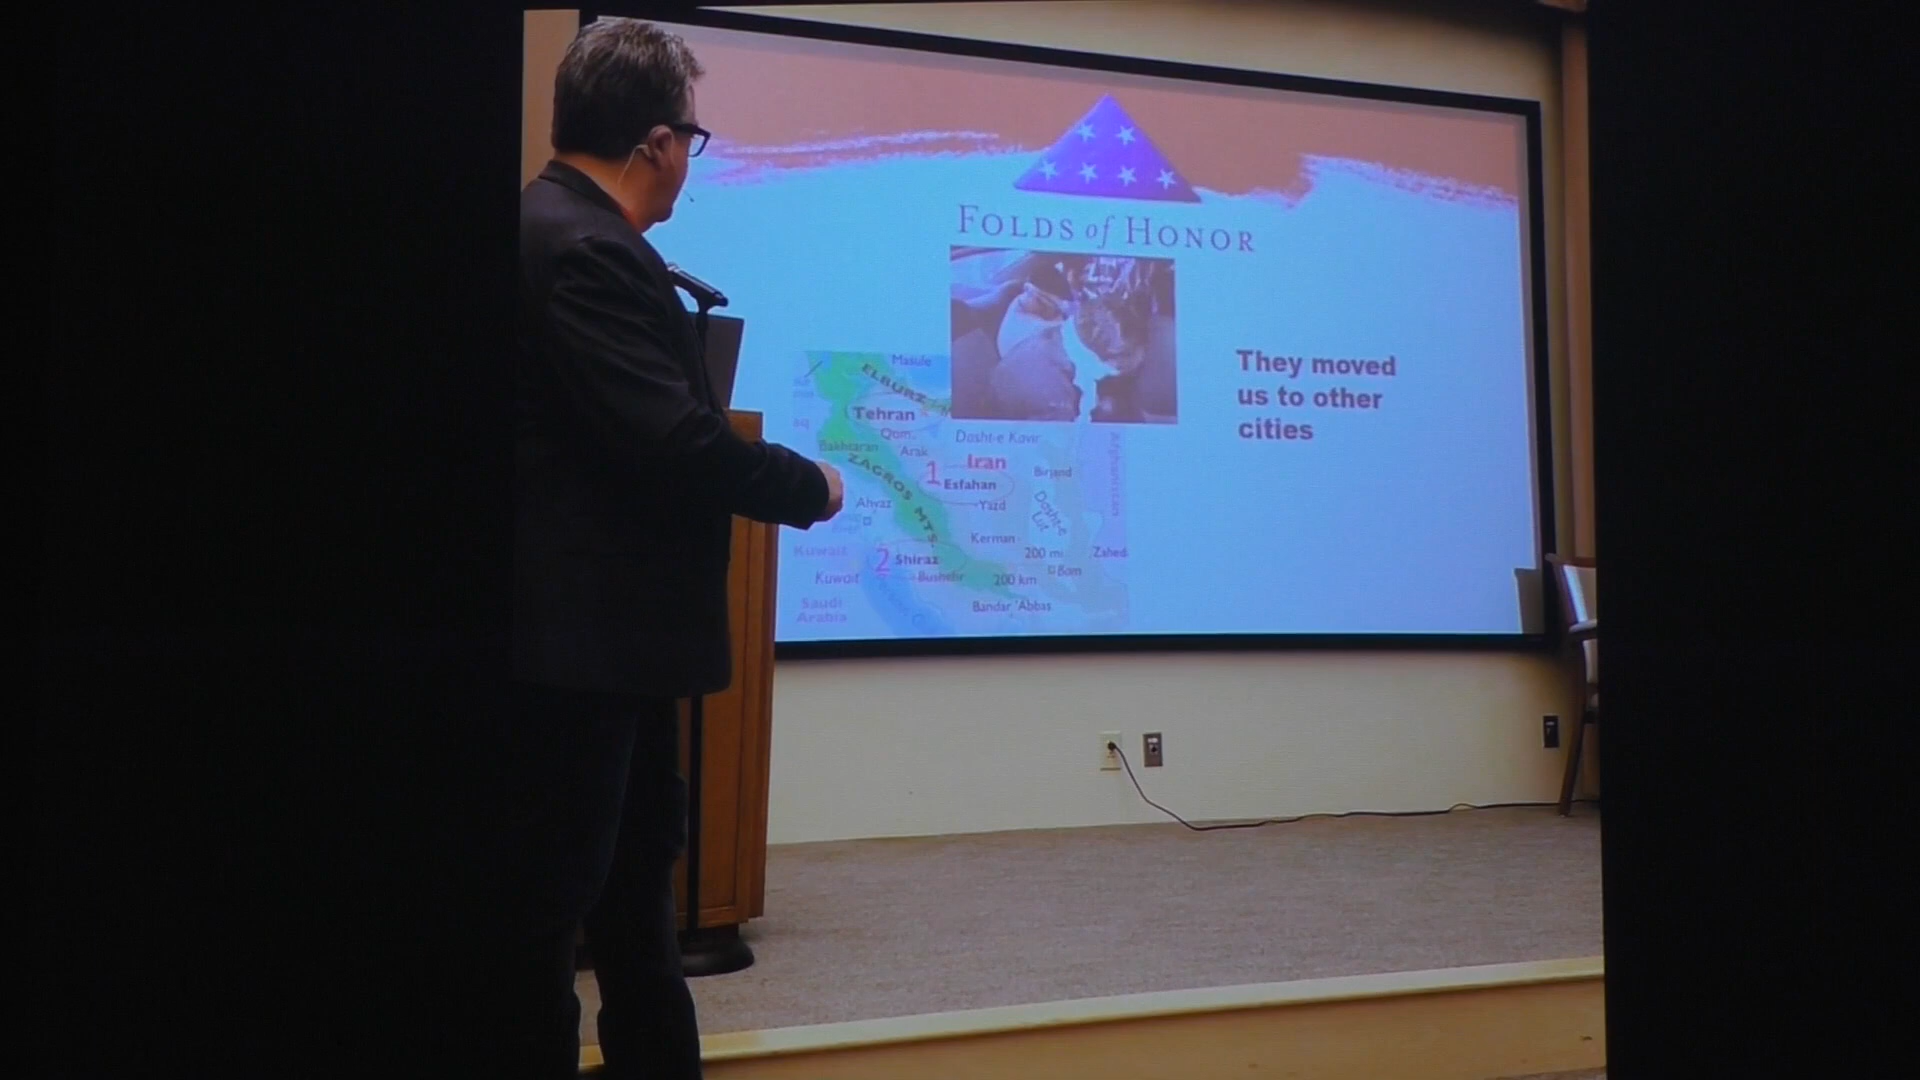 FOLDS of HONOR
They moved
us to other
cities
Masule
ELBURZ
Tehran
Qom
Dasht-e Kavir
Bakhtaran
Arak
Iran
Birjand
Afghanistan
ZAGROS MTS.
1
Esfahan
Ahvaz
Yazd
Dasht-e
Lut
Kerman
Kuwait
200 mi
Zahed
2
Shiraz
Bam
Kuwait
Bushehr
200 km
Saudi
Arabia
Bandar 'Abbas